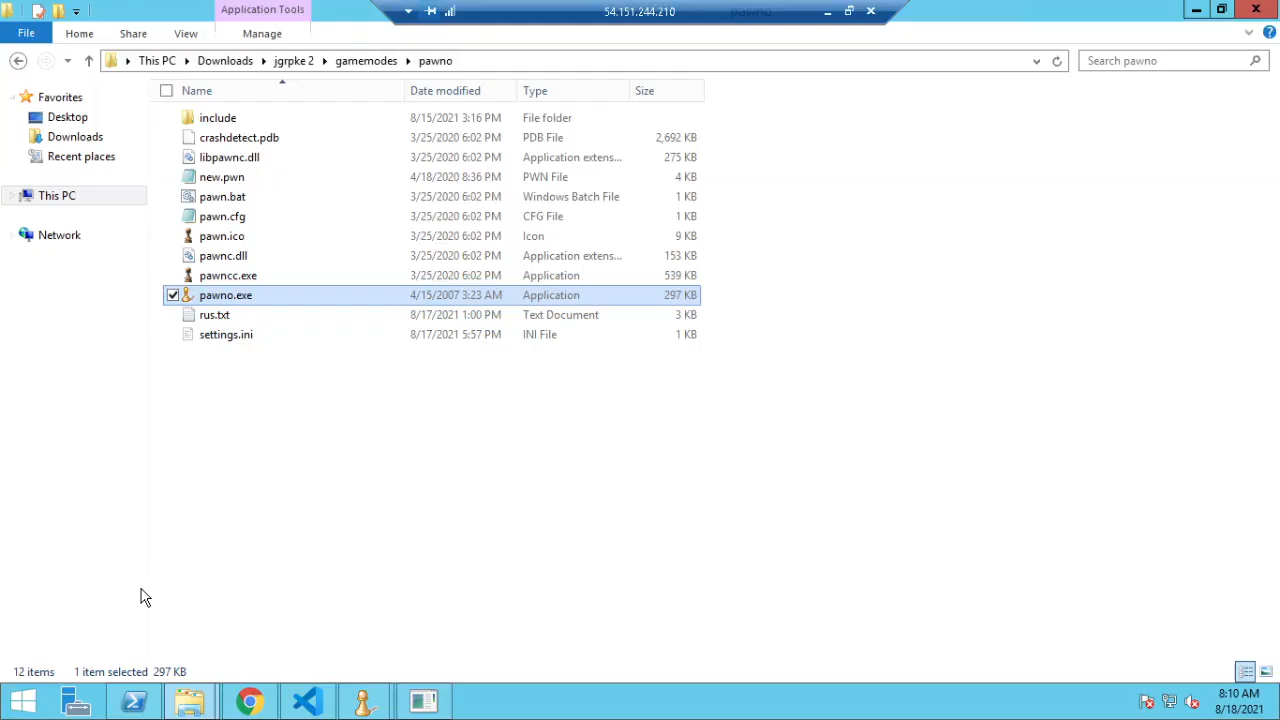 Application Tools
54.151.244.210
File Home Share View Manage
This PC Downloads jgrpke 2 gamemodes pawno
Search pawno
Name Date modified Type Size
Favorites
Desktop
Downloads
Recent places
This PC
Network
include 8/15/2021 3:16 PM File folder
crashdetect.pdb 3/25/2020 6:02 PM PDB File 2,692 KB
libpawnc.dll 3/25/2020 6:02 PM Application extens... 275 KB
new.pwn 4/18/2020 8:36 PM PWN File 4 KB
pawn.bat 3/25/2020 6:02 PM Windows Batch File 1 KB
pawn.cfg 3/25/2020 6:02 PM CFG File 1 KB
pawn.ico 3/25/2020 6:02 PM Icon 9 KB
pawnc.dll 3/25/2020 6:02 PM Application extens... 153 KB
pawncc.exe 3/25/2020 6:02 PM Application 539 KB
pawno.exe 4/15/2007 3:23 AM Application 297 KB
rus.txt 8/17/2021 1:00 PM Text Document 3 KB
settings.ini 8/17/2021 5:57 PM INI File 1 KB
12 items 1 item selected 297 KB
8:10 AM
8/18/2021